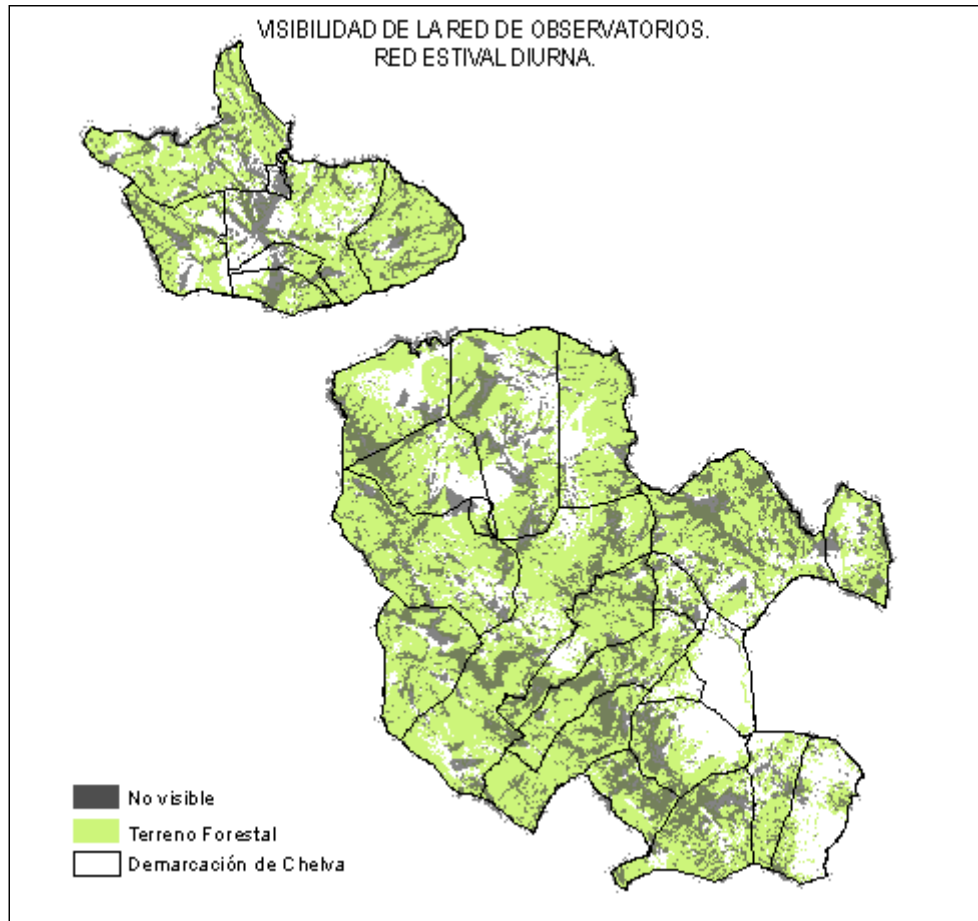 VISIBILIDAD DE LA RED DE OBSERVATORIOS.
RED ESTIVAL DIURNA.
No visible
Terreno Forestal
Demarcación de Chelva